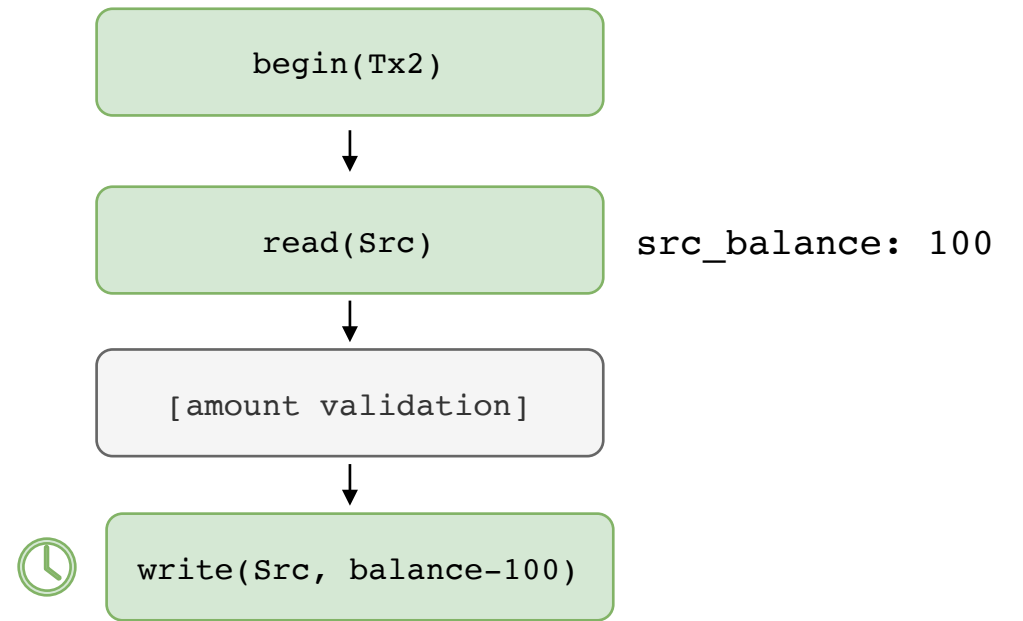 begin(Tx2)
read(Src)
src_balance: 100
[amount validation]
write(Src, balance-100)